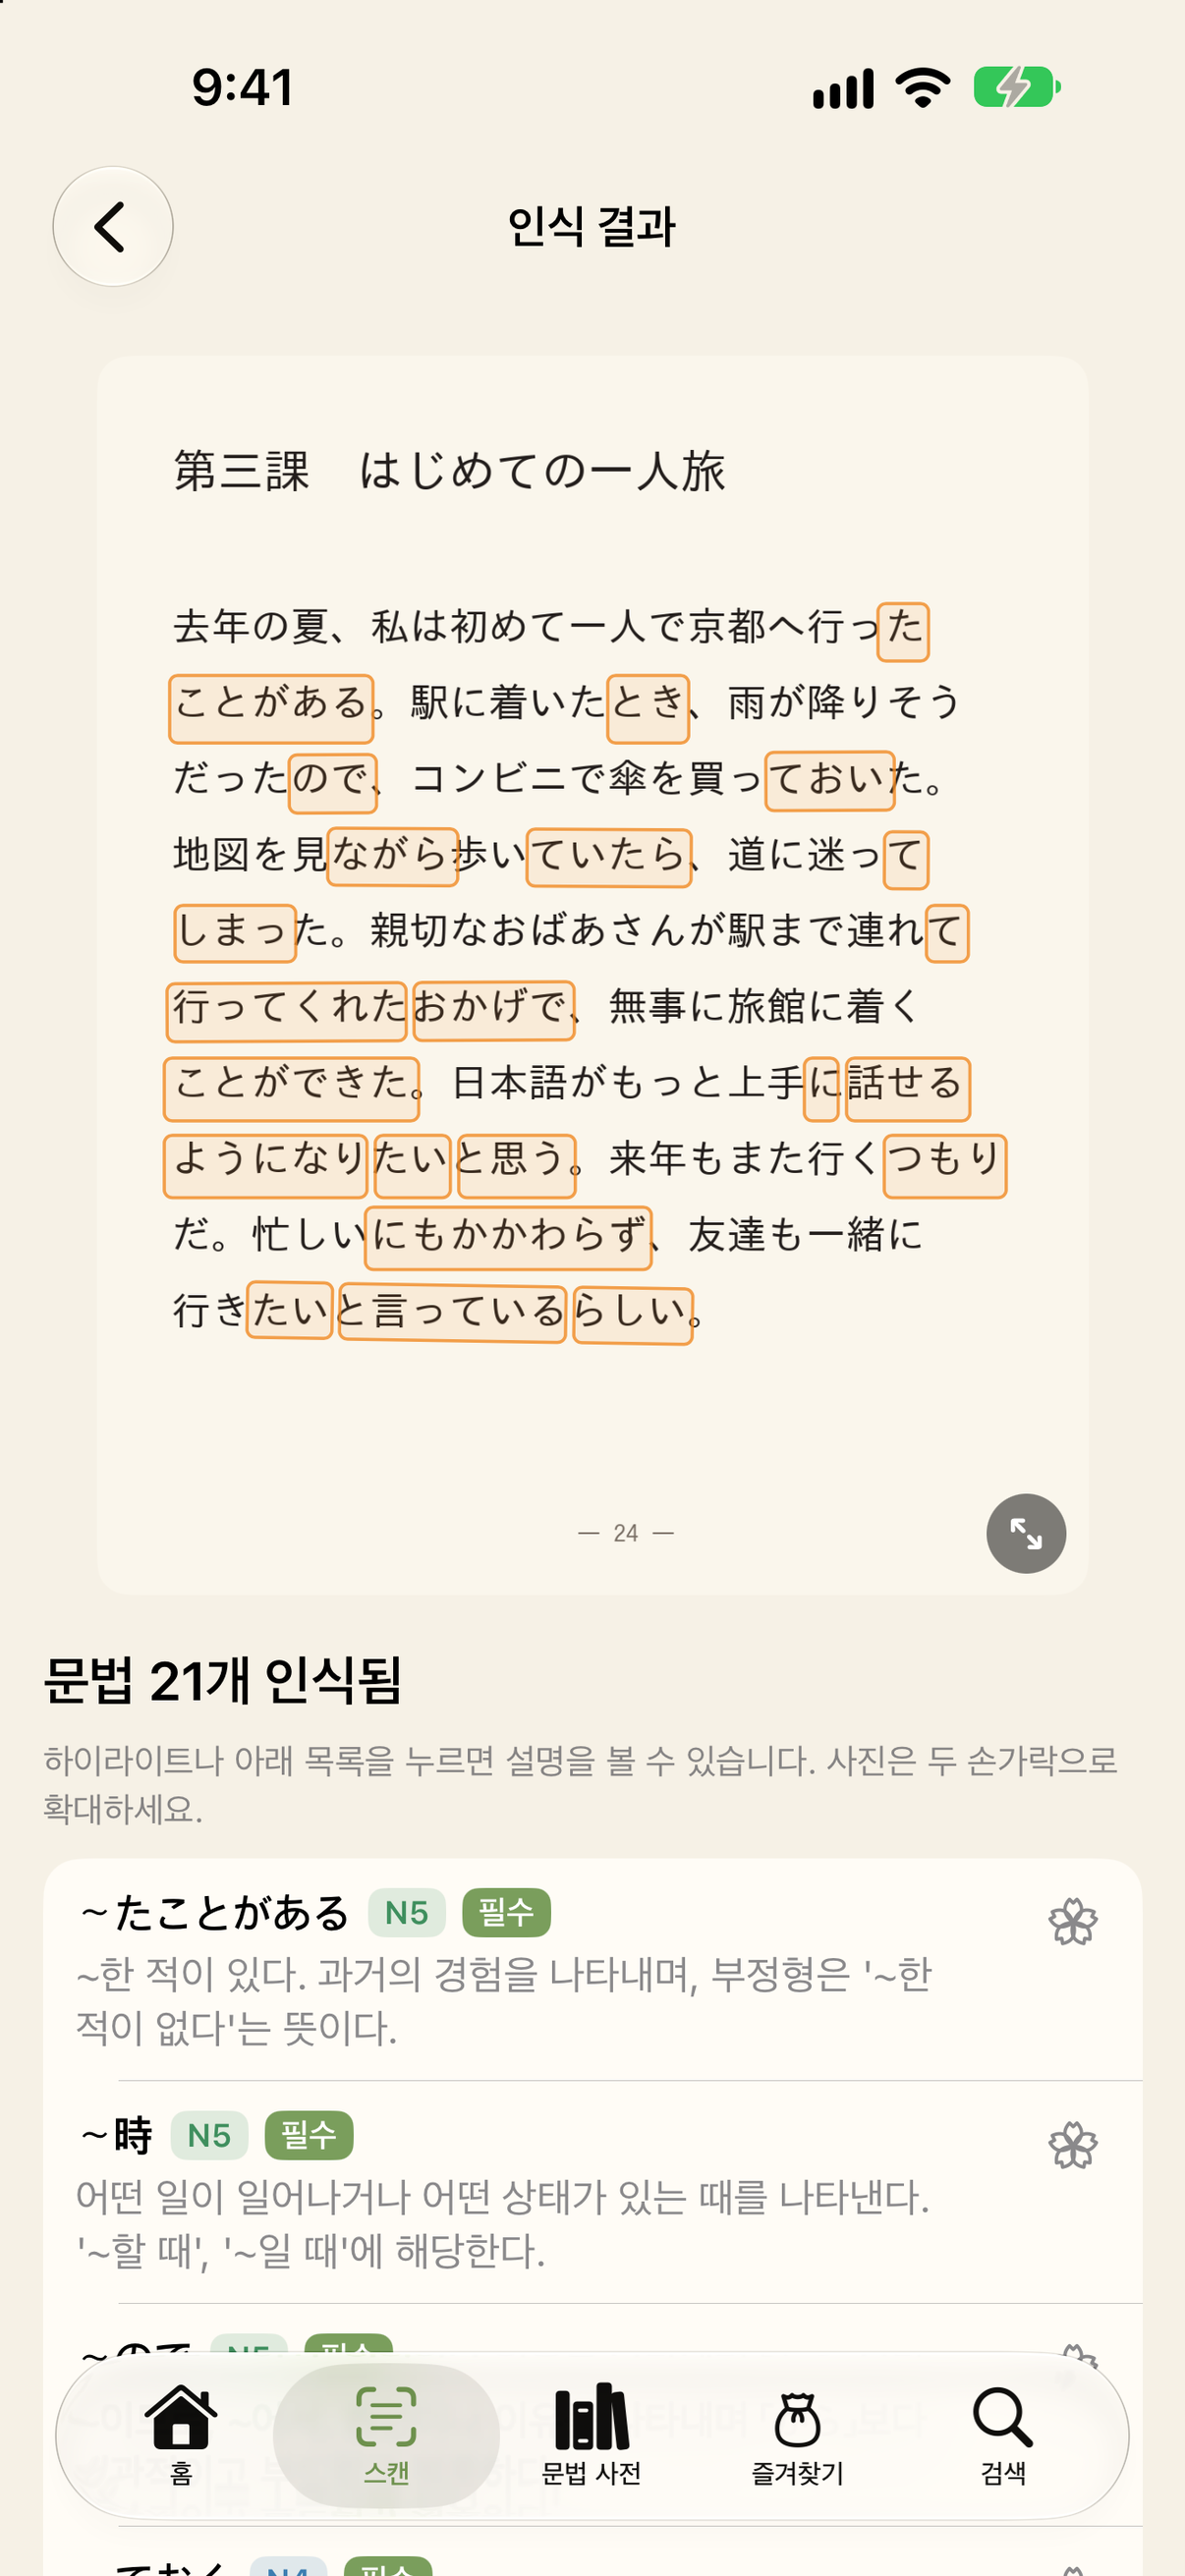 9:41
인식 결과
第三課　はじめての一人旅
去年の夏、私は初めて一人で京都へ行った
ことがある。駅に着いたとき、雨が降りそう
だったので、コンビニで傘を買っておいた。
地図を見ながら歩いていたら、道に迷って
しまった。親切なおばあさんが駅まで連れて
行ってくれたおかげで、無事に旅館に着く
ことができた。日本語がもっと上手に話せる
ようになりたいと思う。来年もまた行くつもり
だ。忙しいにもかかわらず、友達も一緒に
行きたいと言っているらしい。
— 24 —
문법 21개 인식됨
하이라이트나 아래 목록을 누르면 설명을 볼 수 있습니다. 사진은 두 손가락으로
확대하세요.
~たことがある N5 필수
~한 적이 있다. 과거의 경험을 나타내며, 부정형은 '~한
적이 없다'는 뜻이다.
~時 N5 필수
어떤 일이 일어나거나 어떤 상태가 있는 때를 나타낸다.
'~할 때', '~일 때'에 해당한다.
~ので N5 필수
홈 스캔 문법 사전 즐겨찾기 검색
ておく N4 필수